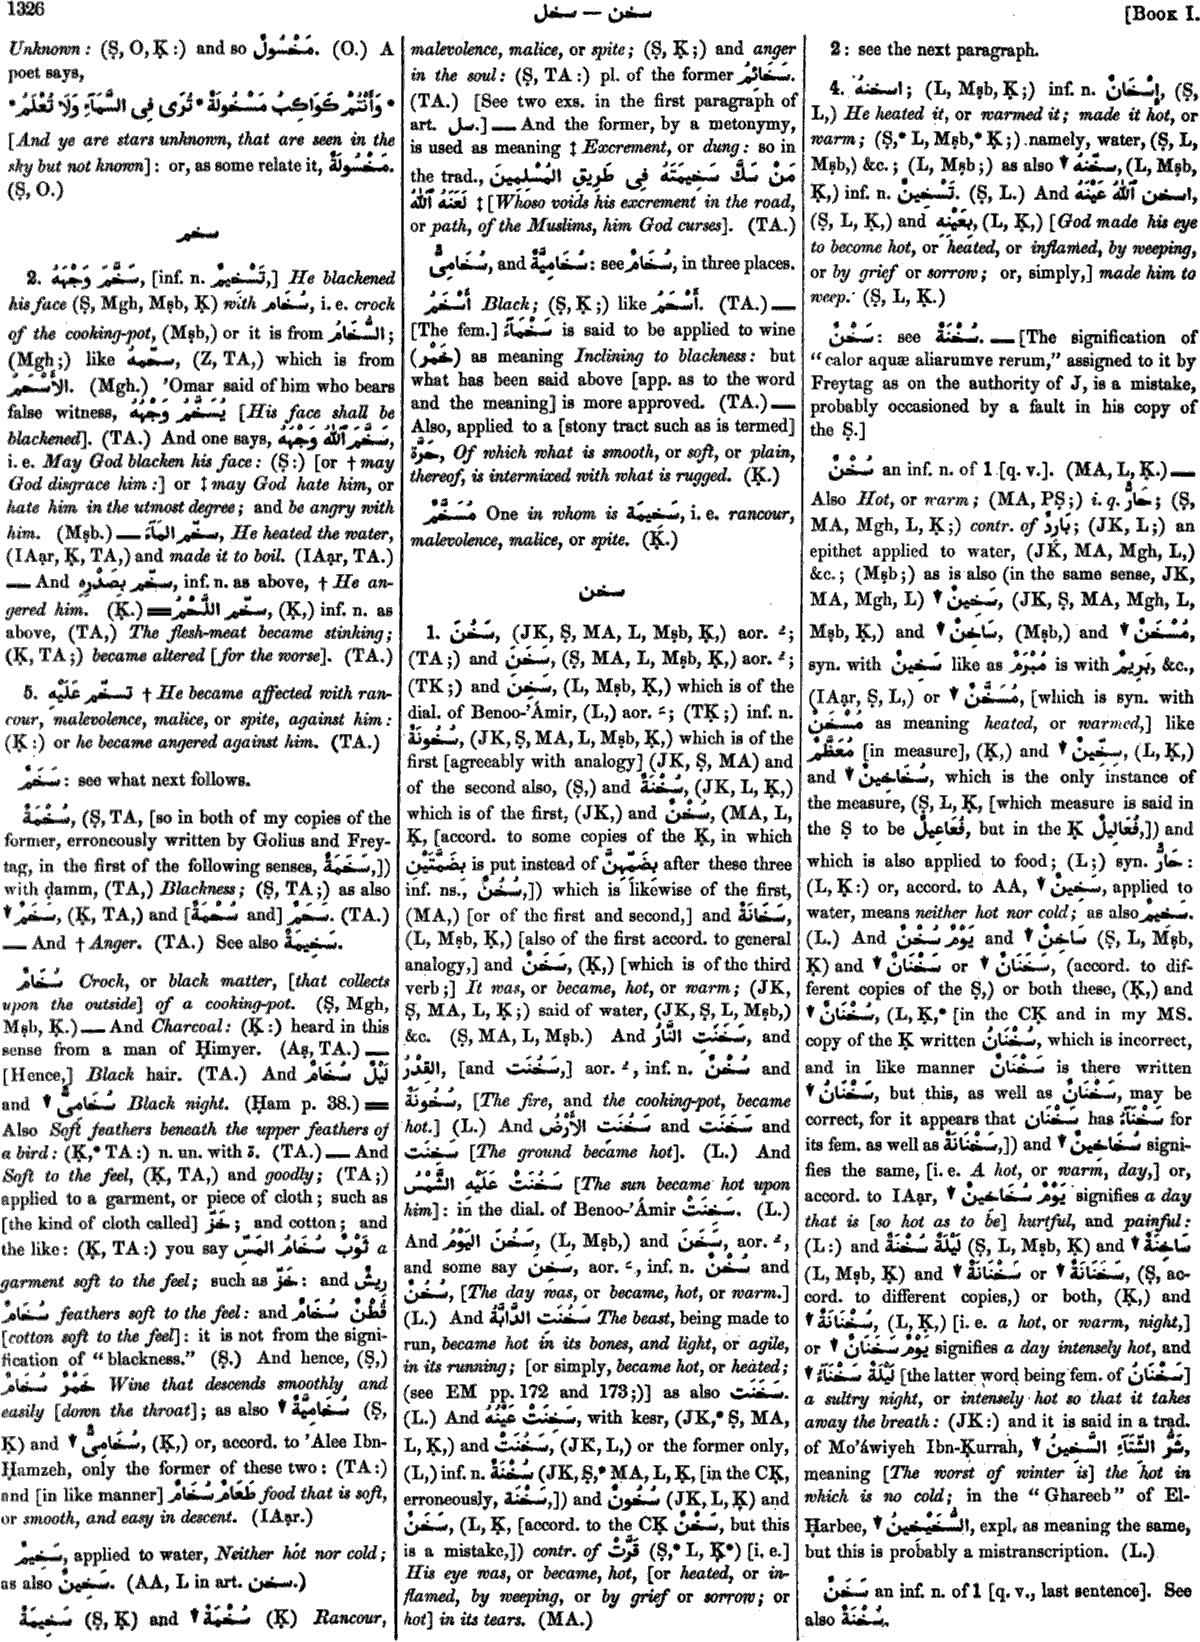 1326
سخن — سخل
[BOOK I.
Unknown: (Ṣ, O, Ḳ:) and so مَخْسُولٌ. (O.) A
poet says,
* وَأَنْتُمْ كَوَاكِبُ مَسْخُولَةٌ * تُرَى فِى السَّمَآءِ وَلَا تُعْلَمُ *
[And ye are stars unknown, that are seen in the
sky but not known]: or, as some relate it, مَخْسُولَةٌ.
(Ṣ, O.)
سخم
2. سَخَّمَ وَجْهَهُ, [inf. n. تَسْخِيمٌ,] He blackened
his face (Ṣ, Mgh, Mṣb, Ḳ) with سُخَام, i. e. crock
of the cooking-pot, (Mṣb,) or it is from السُّخَامُ;
(Mgh;) like سَحَّمَهُ, (Z, TA,) which is from
الأَسْحَمُ. (Mgh.) 'Omar said of him who bears
false witness, يُسَخَّمُ وَجْهُهُ [His face shall be
blackened]. (TA.) And one says, سَخَّمَ ٱللّٰهُ وَجْهَهُ,
i. e. May God blacken his face: (Ṣ:) [or † may
God disgrace him:] or ‡ may God hate him, or
hate him in the utmost degree; and be angry with
him. (Mṣb.) — سخّم المَآءَ, He heated the water,
(IAạr, Ḳ, TA,) and made it to boil. (IAạr, TA.)
— And سخّم بِصَدْرِهِ, inf. n. as above, † He an-
gered him. (Ḳ.) = سخّم اللَّحْمُ, (Ḳ,) inf. n. as
above, (TA,) The flesh-meat became stinking;
(Ḳ, TA;) became altered [for the worse]. (TA.)
5. تسخّم عَلَيْهِ † He became affected with ran-
cour, malevolence, malice, or spite, against him:
(Ḳ:) or he became angered against him. (TA.)
سَخَمٌ: see what next follows.
سُخْمَةٌ, (Ṣ, TA, [so in both of my copies of the
former, erroneously written by Golius and Frey-
tag, in the first of the following senses, سَخَمَةٌ,])
with ḍamm, (TA,) Blackness; (Ṣ, TA;) as also
▼ سَخَمٌ, (Ḳ, TA,) and [سُحْمَةٌ and] سَحَمٌ. (TA.)
— And † Anger. (TA.) See also سَخِيمَةٌ.
سُخَامٌ Crock, or black matter, [that collects
upon the outside] of a cooking-pot. (Ṣ, Mgh,
Mṣb, Ḳ.) — And Charcoal: (Ḳ:) heard in this
sense from a man of Ḥimyer. (Aṣ, TA.) —
[Hence,] Black hair. (TA.) And لَيْلٌ سُخَامٌ
and ▼ سُخَامِىٌّ Black night. (Ḥam p. 38.) =
Also Soft feathers beneath the upper feathers of
a bird: (Ḳ,* TA:) n. un. with ة. (TA.) — And
Soft to the feel, (Ḳ, TA,) and goodly; (TA;)
applied to a garment, or piece of cloth; such as
[the kind of cloth called] خَزّ; and cotton; and
the like: (Ḳ, TA:) you say ثَوْبٌ سُخَامُ المَسِّ a
garment soft to the feel; such as خَزّ: and رِيشٌ
سُخَامٌ feathers soft to the feel: and قُطْنٌ سُخَامٌ
[cotton soft to the feel]: it is not from the signi-
fication of "blackness." (Ṣ.) And hence, (Ṣ,)
خَمْرٌ سُخَامٌ Wine that descends smoothly and
easily [down the throat]; as also ▼ سُخَامِيَّةٌ (Ṣ,
Ḳ) and ▼ سُخَامِىٌّ, (Ḳ,) or, accord. to 'Alee Ibn-
Ḥamzeh, only the former of these two: (TA:)
and [in like manner] طَعَامٌ سُخَامٌ food that is soft,
or smooth, and easy in descent. (IAạr.)
سَخِيمٌ, applied to water, Neither hot nor cold;
as also سَخِينٌ. (AA, L in art. سخن.)
سَخِيمَةٌ (Ṣ, Ḳ) and ▼ سُخْمَةٌ (Ḳ) Rancour,
malevolence, malice, or spite; (Ṣ, Ḳ;) and anger
in the soul: (Ṣ, TA:) pl. of the former سَخَائِمُ.
(TA.) [See two exs. in the first paragraph of
art. سل.] — And the former, by a metonymy,
is used as meaning ‡ Excrement, or dung: so in
the trad., مَنْ سَلَّ سَخِيمَتَهُ فِى طَرِيقِ المُسْلِمِينَ
لَعَنَهُ ٱللّٰهُ ‡ [Whoso voids his excrement in the road,
or path, of the Muslims, him God curses]. (TA.)
سُخَامِىٌّ, and سُخَامِيَّةٌ: see سُخَامٌ, in three places.
أَسْخَمُ Black; (Ṣ, Ḳ;) like أَسْحَمُ. (TA.) —
[The fem.] سَخْمَآءُ is said to be applied to wine
(خَمْر) as meaning Inclining to blackness: but
what has been said above [app. as to the word
and the meaning] is more approved. (TA.) —
Also, applied to a [stony tract such as is termed]
حَرَّة, Of which what is smooth, or soft, or plain,
thereof, is intermixed with what is rugged. (Ḳ.)
مُسَخَّمٌ One in whom is سَخِيمَة, i. e. rancour,
malevolence, malice, or spite. (Ḳ.)
سخن
1. سَخُنَ, (JK, Ṣ, MA, L, Mṣb, Ḳ,) aor. ـُ;
(TA;) and سَخَنَ, (Ṣ, MA, L, Mṣb, Ḳ,) aor. ـُ;
(TK;) and سَخِنَ, (L, Mṣb, Ḳ,) which is of the
dial. of Benoo-'Ámir, (L,) aor. ـَ; (TK;) inf. n.
سُخُونَةٌ, (JK, Ṣ, MA, L, Mṣb, Ḳ,) which is of the
first [agreeably with analogy] (JK, Ṣ, MA) and
of the second also, (Ṣ,) and سُخْنَةٌ, (JK, L, Ḳ,)
which is of the first, (JK,) and سُخْنٌ, (MA, L,
Ḳ, [accord. to some copies of the Ḳ, in which
بِضَمَّتَيْنِ is put instead of بِضَمِّهِنَّ after these three
inf. ns., سُخُنٌ,]) which is likewise of the first,
(MA,) [or of the first and second,] and سَخَانَةٌ,
(L, Mṣb, Ḳ,) [also of the first accord. to general
analogy,] and سَخَنٌ, (Ḳ,) [which is of the third
verb;] It was, or became, hot, or warm; (JK,
Ṣ, MA, L, Ḳ;) said of water, (JK, Ṣ, L, Mṣb,)
&c. (Ṣ, MA, L, Mṣb.) And سَخَنَتِ النَّارُ, and
القِدْرُ, [and سَخُنَت,] aor. ـُ, inf. n. سُخْنٌ and
سُخُونَةٌ, [The fire, and the cooking-pot, became
hot.] (L.) And سَخُنَتِ الأَرْضُ and سَخَنَت and
سَخِنَت [The ground became hot]. (L.) And
سَخَنَتْ عَلَيْهِ الشَّمْسُ [The sun became hot upon
him]: in the dial. of Benoo-'Ámir سَخِنَتْ. (L.)
And سَخُنَ اليَوْمُ, (L, Mṣb,) and سَخَنَ, aor. ـُ,
and some say سَخِنَ, aor. ـَ, inf. n. سُخْنٌ and
سَخَنٌ, [The day was, or became, hot, or warm.]
(L.) And سَخُنَتِ الدَّابَّةُ The beast, being made to
run, became hot in its bones, and light, or agile,
in its running; [or simply, became hot, or heated;
(see EM pp. 172 and 173;)] as also سَخَنَت.
(L.) And سَخِنَتْ عَيْنُهُ, with kesr, (JK,* Ṣ, MA,
L, Ḳ,) and سَخَنَتْ, (JK, L,) or the former only,
(L,) inf. n. سُخْنَةٌ (JK, Ṣ,* MA, L, Ḳ, [in the CḲ,
erroneously, سَخْنَة,]) and سُخُونٌ (JK, L, Ḳ) and
سَخَنٌ, (L, Ḳ, [accord. to the CḲ سَخْنٌ, but this
is a mistake,]) contr. of قَرَّتْ (Ṣ,* L, Ḳ*) [i. e.]
His eye was, or became, hot, [or heated, or in-
flamed, by weeping, or by grief or sorrow; or
hot] in its tears. (MA.)
2: see the next paragraph.
4. اسخنهُ; (L, Mṣb, Ḳ;) inf. n. إِسْخَانٌ, (Ṣ,
L,) He heated it, or warmed it; made it hot, or
warm; (Ṣ,* L, Mṣb,* Ḳ;) namely, water, (Ṣ, L,
Mṣb,) &c.; (L, Mṣb;) as also ▼ سخّنهُ, (L, Mṣb,
Ḳ,) inf. n. تَسْخِينٌ. (Ṣ, L.) And اسخن ٱللّٰهُ عَيْنَهُ,
(Ṣ, L, Ḳ,) and بِعَيْنِهِ, (L, Ḳ,) [God made his eye
to become hot, or heated, or inflamed, by weeping,
or by grief or sorrow; or, simply,] made him to
weep. (Ṣ, L, Ḳ.)
سَخْنٌ: see سُخْنَةٌ. — [The signification of
"calor aquæ aliarumve rerum," assigned to it by
Freytag as on the authority of J, is a mistake,
probably occasioned by a fault in his copy of
the Ṣ.]
سُخْنٌ an inf. n. of 1 [q. v.]. (MA, L, Ḳ.) —
Also Hot, or warm; (MA, PṢ;) i. q. حَارٌّ; (Ṣ,
MA, Mgh, L, Ḳ;) contr. of بَارِدٌ; (JK, L;) an
epithet applied to water, (JK, MA, Mgh, L,)
&c.; (Mṣb;) as is also (in the same sense, JK,
MA, Mgh, L) ▼ سَخِينٌ, (JK, Ṣ, MA, Mgh, L,
Mṣb, Ḳ,) and ▼ سَاخِنٌ, (Mṣb,) and ▼ مُسْخَنٌ,
syn. with سَخِينٌ like as مُبْرَمٌ is with بَرِيمٌ, &c.,
(IAạr, Ṣ, L,) or ▼ مُسَخَّنٌ, [which is syn. with
مُسْخَنٌ as meaning heated, or warmed,] like
مُعَظَّمٌ [in measure], (Ḳ,) and ▼ سِخِّينٌ, (L, Ḳ,)
and ▼ سُخَاخِينٌ, which is the only instance of
the measure, (Ṣ, L, Ḳ, [which measure is said in
the Ṣ to be فُعَاعِيلٌ, but in the Ḳ فُعَالِيلٌ,]) and
which is also applied to food; (L;) syn. حَارٌّ:
(L, Ḳ:) or, accord. to AA, ▼ سَخِينٌ, applied to
water, means neither hot nor cold; as also سَخِيمٌ.
(L.) And يَوْمٌ سُخْنٌ and ▼ سَاخِنٌ (Ṣ, L, Mṣb,
Ḳ) and ▼ سَخْنَانٌ or ▼ سَخَنَانٌ, (accord. to dif-
ferent copies of the Ṣ,) or both these, (Ḳ,) and
▼ سُخْنَانٌ, (L, Ḳ,* [in the CḲ and in my MS.
copy of the Ḳ written سُخْنَانُ, which is incorrect,
and in like manner سَخْنَانٌ is there written
▼ سَخْنَانُ, but this, as well as سَخْنَانٌ, may be
correct, for it appears that سَخْنَان has سَخْنَآءُ for
its fem. as well as سَخْنَانَةٌ,]) and ▼ سُخَاخِينٌ signi-
fies the same, [i. e. A hot, or warm, day,] or,
accord. to IAạr, ▼ يَوْمٌ سُخَاخِينٌ signifies a day
that is [so hot as to be] hurtful, and painful:
(L:) and لَيْلَةٌ سُخْنَةٌ (Ṣ, L, Mṣb, Ḳ) and ▼ سَاخِنَةٌ
(L, Mṣb, Ḳ) and ▼ سَخْنَانَةٌ or ▼ سَخَنَانَةٌ, (Ṣ, ac-
cord. to different copies,) or both, (Ḳ,) and
▼ سُخْنَانَةٌ, (L, Ḳ,) [i. e. a hot, or warm, night,]
or ▼ يَوْمٌ سَخْنَانُ signifies a day intensely hot, and
▼ لَيْلَةٌ سَخْنَآءُ [the latter word being fem. of سَخْنَانُ]
a sultry night, or intensely hot so that it takes
away the breath: (JK:) and it is said in a trad.
of Mo'áwiyeh Ibn-Ḳurrah, ▼ شَرُّ الشِّتَآءِ السَّخِينُ,
meaning [The worst of winter is] the hot in
which is no cold; in the "Ghareeb" of El-
Ḥarbee, ▼ السُّخَيْخِينُ, expl. as meaning the same,
but this is probably a mistranscription. (L.)
سَخَنٌ an inf. n. of 1 [q. v., last sentence]. See
also سُخْنَةٌ.